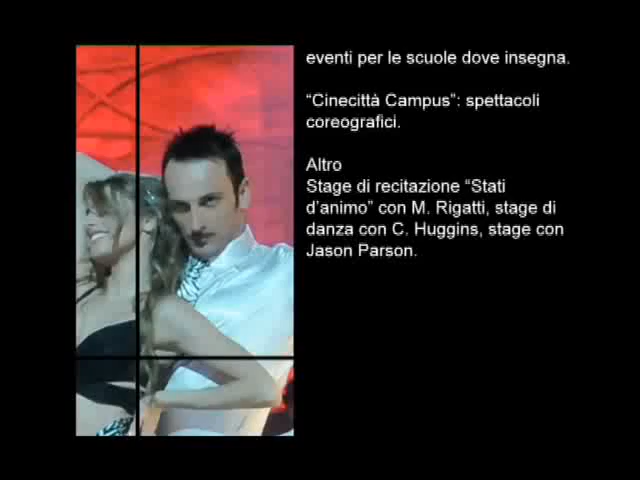 eventi per le scuole dove insegna.
“Cinecittà Campus”: spettacoli
coreografici.
Altro
Stage di recitazione “Stati
d’animo” con M. Rigatti, stage di
danza con C. Huggins, stage con
Jason Parson.